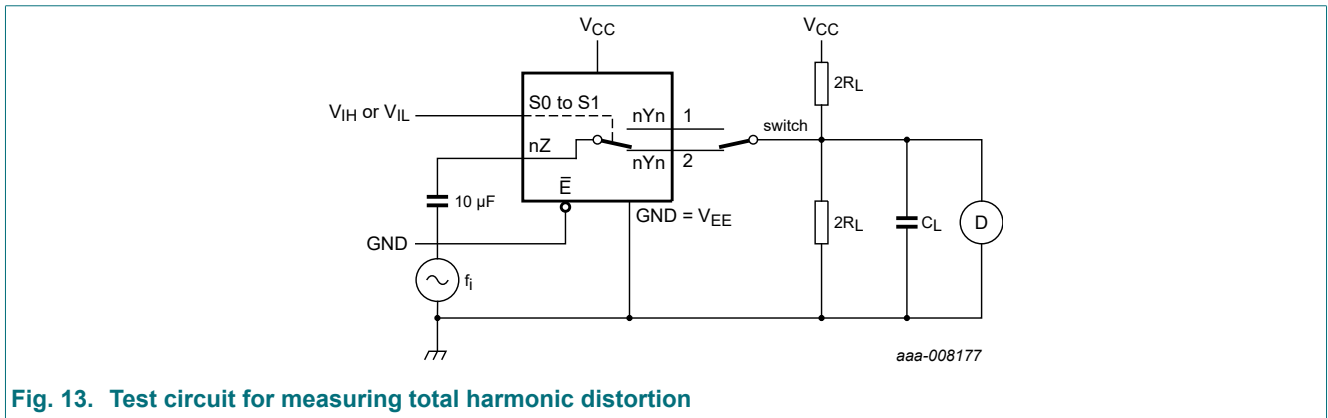 VCC
VCC
2RL
S0 to S1
VIH or VIL
nYn
1
switch
nZ
nYn
2
E̅
10 µF
GND = VEE
2RL
CL
D
GND
fi
aaa-008177
Fig. 13. Test circuit for measuring total harmonic distortion